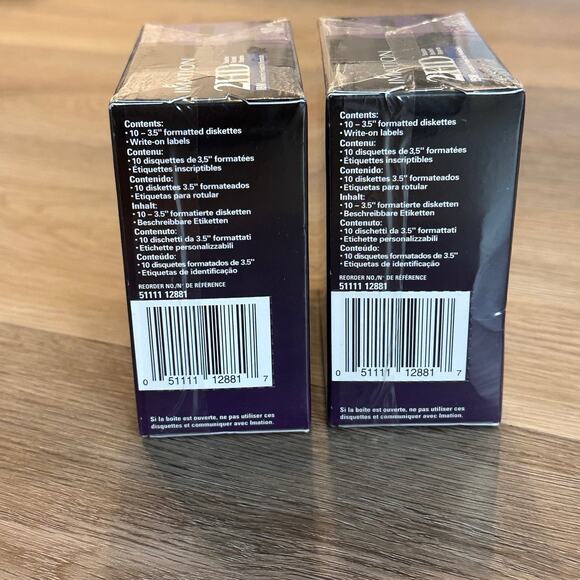 IMATION
2HD
Contents:
• 10 – 3.5" formatted diskettes
• Write-on labels
Contenu:
• 10 disquettes de 3,5" formatées
• Étiquettes inscriptibles
Contenido:
• 10 diskettes 3.5" formateados
• Etiquetas para rotular
Inhalt:
• 10 – 3.5" formatierte disketten
• Beschreibbare Etiketten
Contenuto:
• 10 dischetti da 3.5" formattati
• Etichette personalizzabili
Conteúdo:
• 10 disquetes formatados de 3.5"
• Etiquetas de identificação
REORDER NO./N° DE RÉFÉRENCE
51111 12881
0 51111 12881 7
Si la boîte est ouverte, ne pas utiliser ces
disquettes et communiquer avec Imation.
IMATION
2HD
Contents:
• 10 – 3.5" formatted diskettes
• Write-on labels
Contenu:
• 10 disquettes de 3,5" formatées
• Étiquettes inscriptibles
Contenido:
• 10 diskettes 3.5" formateados
• Etiquetas para rotular
Inhalt:
• 10 – 3.5" formatierte disketten
• Beschreibbare Etiketten
Contenuto:
• 10 dischetti da 3.5" formattati
• Etichette personalizzabili
Conteúdo:
• 10 disquetes formatados de 3.5"
• Etiquetas de identificação
REORDER NO./N° DE RÉFÉRENCE
51111 12881
0 51111 12881 7
Si la boîte est ouverte, ne pas utiliser ces
disquettes et communiquer avec Imation.